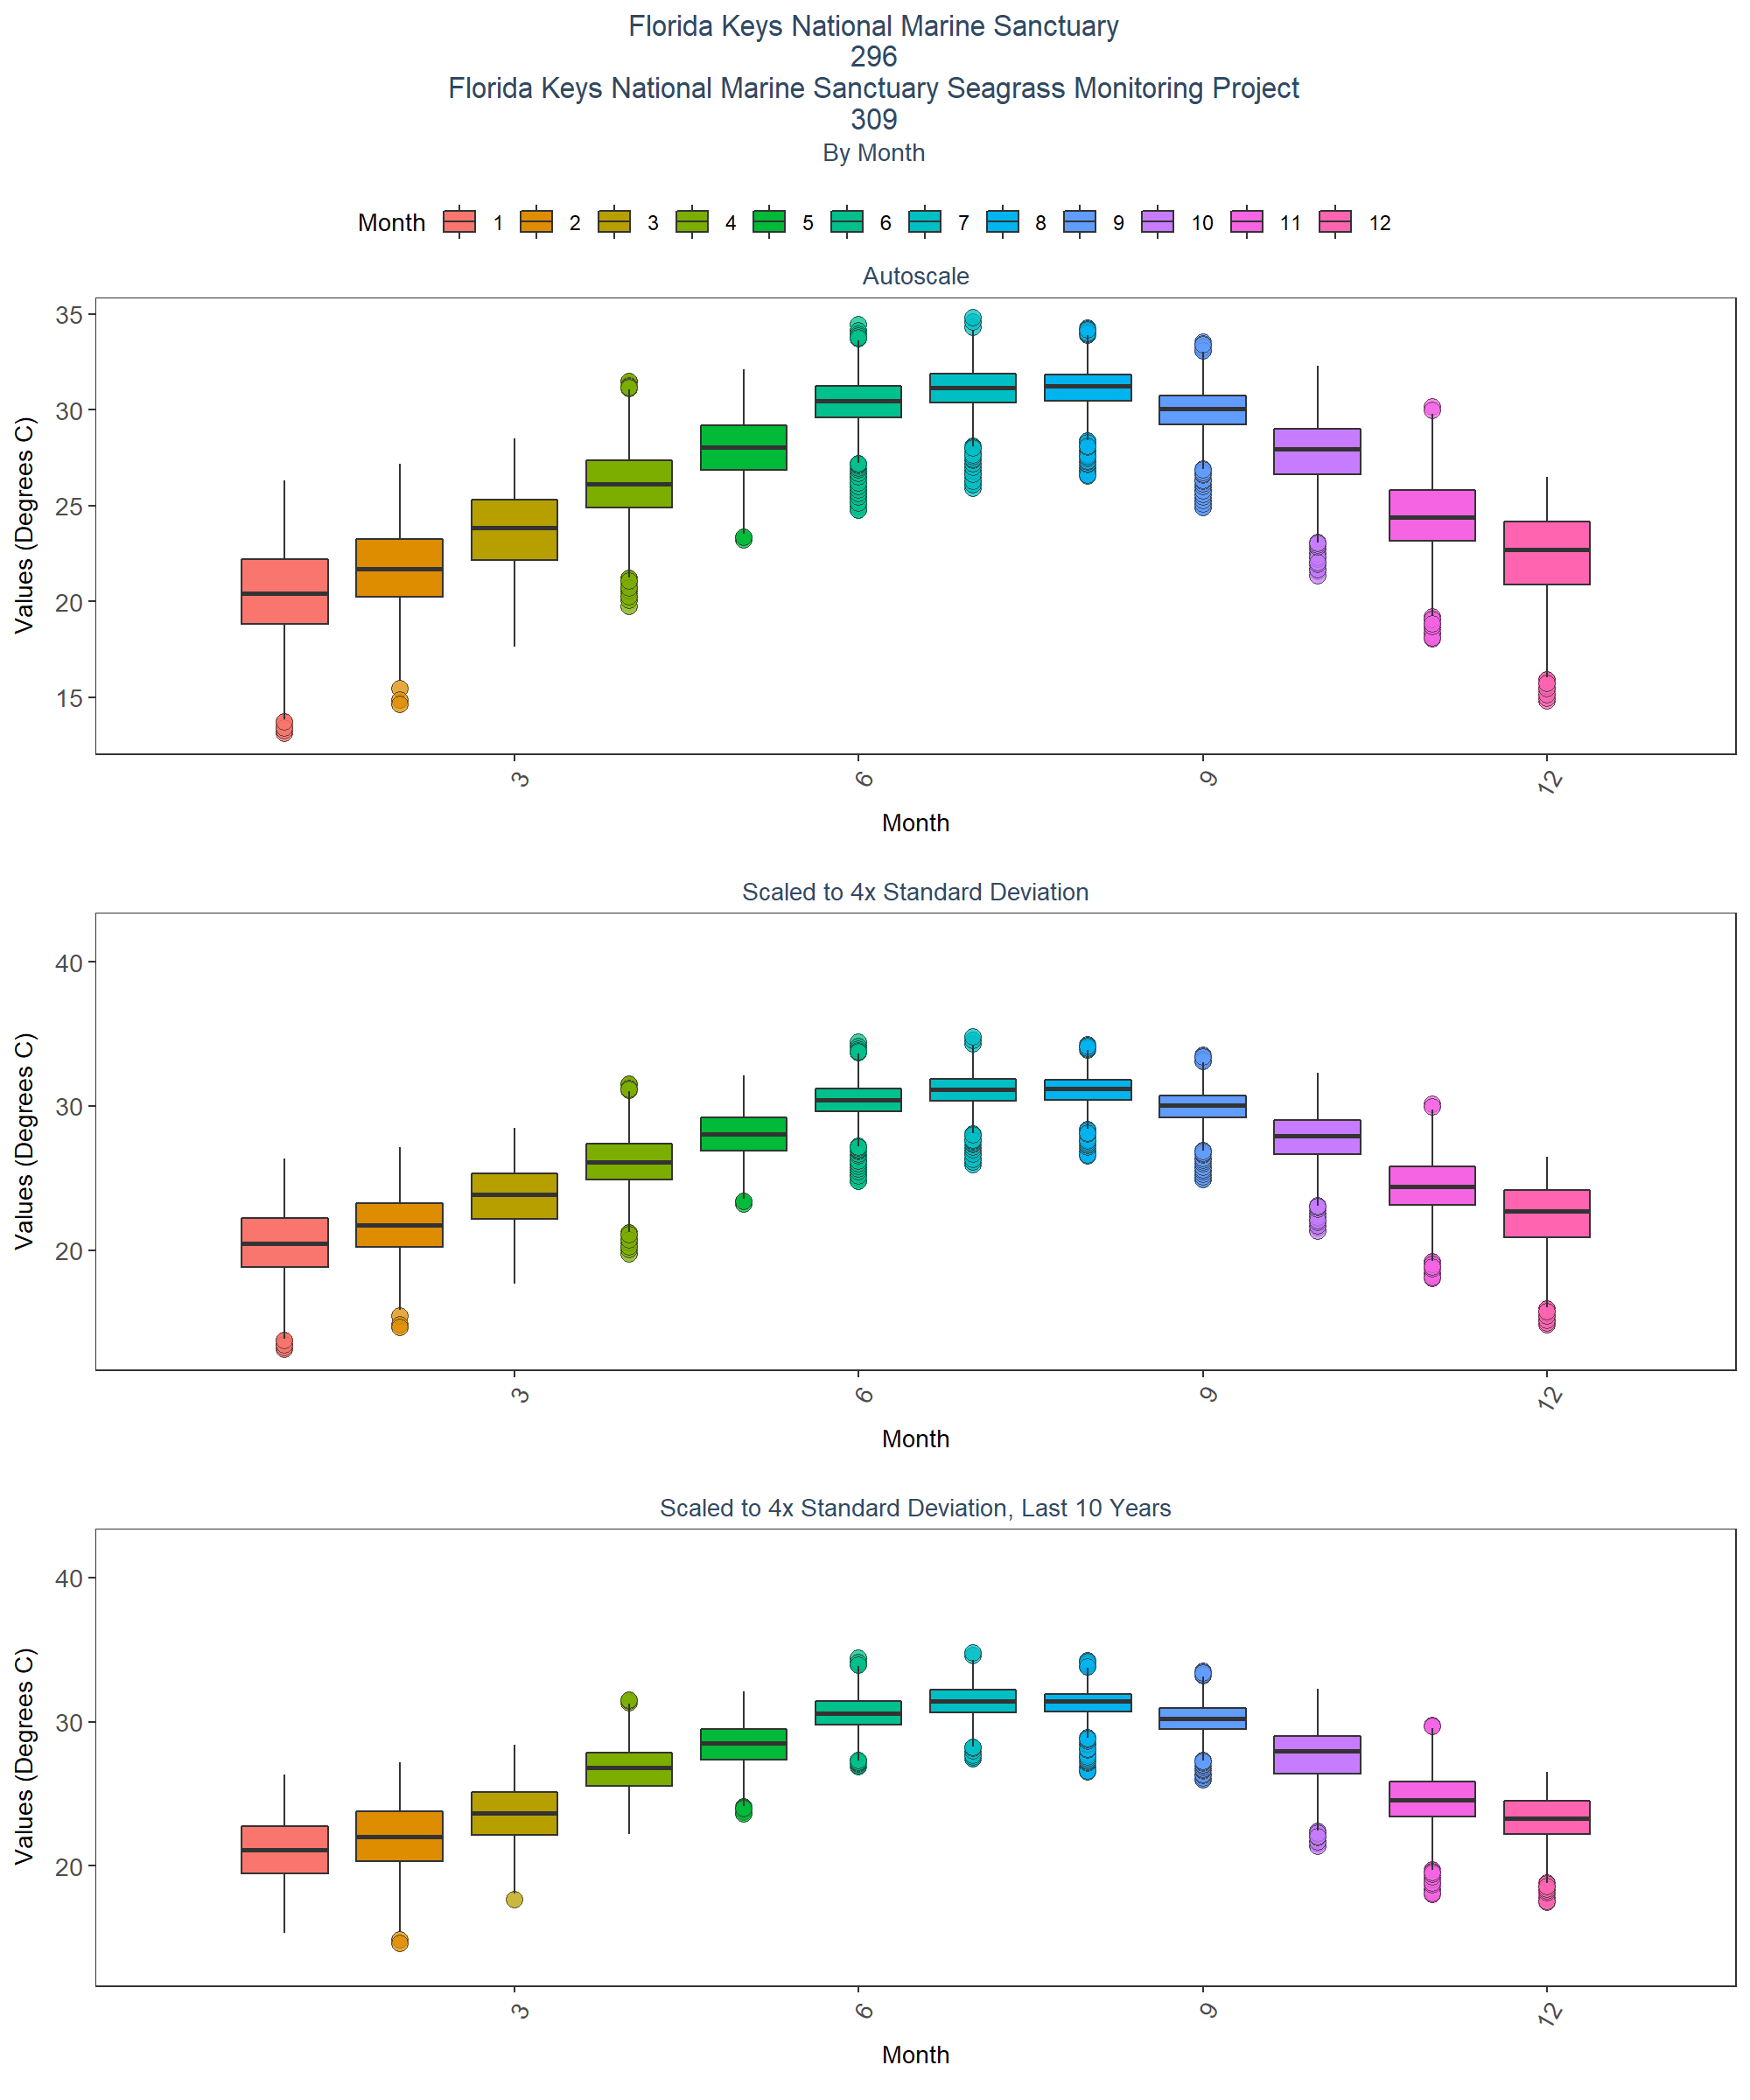 Florida Keys National Marine Sanctuary
296
Florida Keys National Marine Sanctuary Seagrass Monitoring Project
309
By Month
Month 1 2 3 4 5 6 7 8 9 10 11 12
Autoscale
Values (Degrees C)
35
30
25
20
15
3 6 9 12
Month
Scaled to 4x Standard Deviation
Values (Degrees C)
40
30
20
3 6 9 12
Month
Scaled to 4x Standard Deviation, Last 10 Years
Values (Degrees C)
40
30
20
3 6 9 12
Month